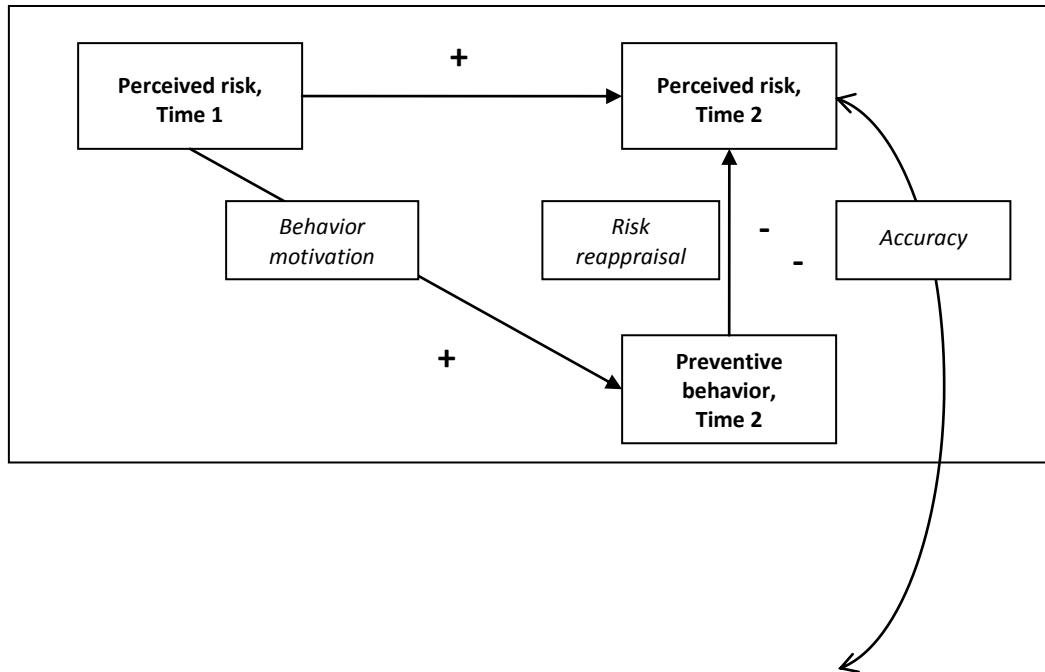 +
Perceived risk,
Time 1
Perceived risk,
Time 2
Behavior
motivation
Risk
reappraisal
-
-
Accuracy
+
Preventive
behavior,
Time 2